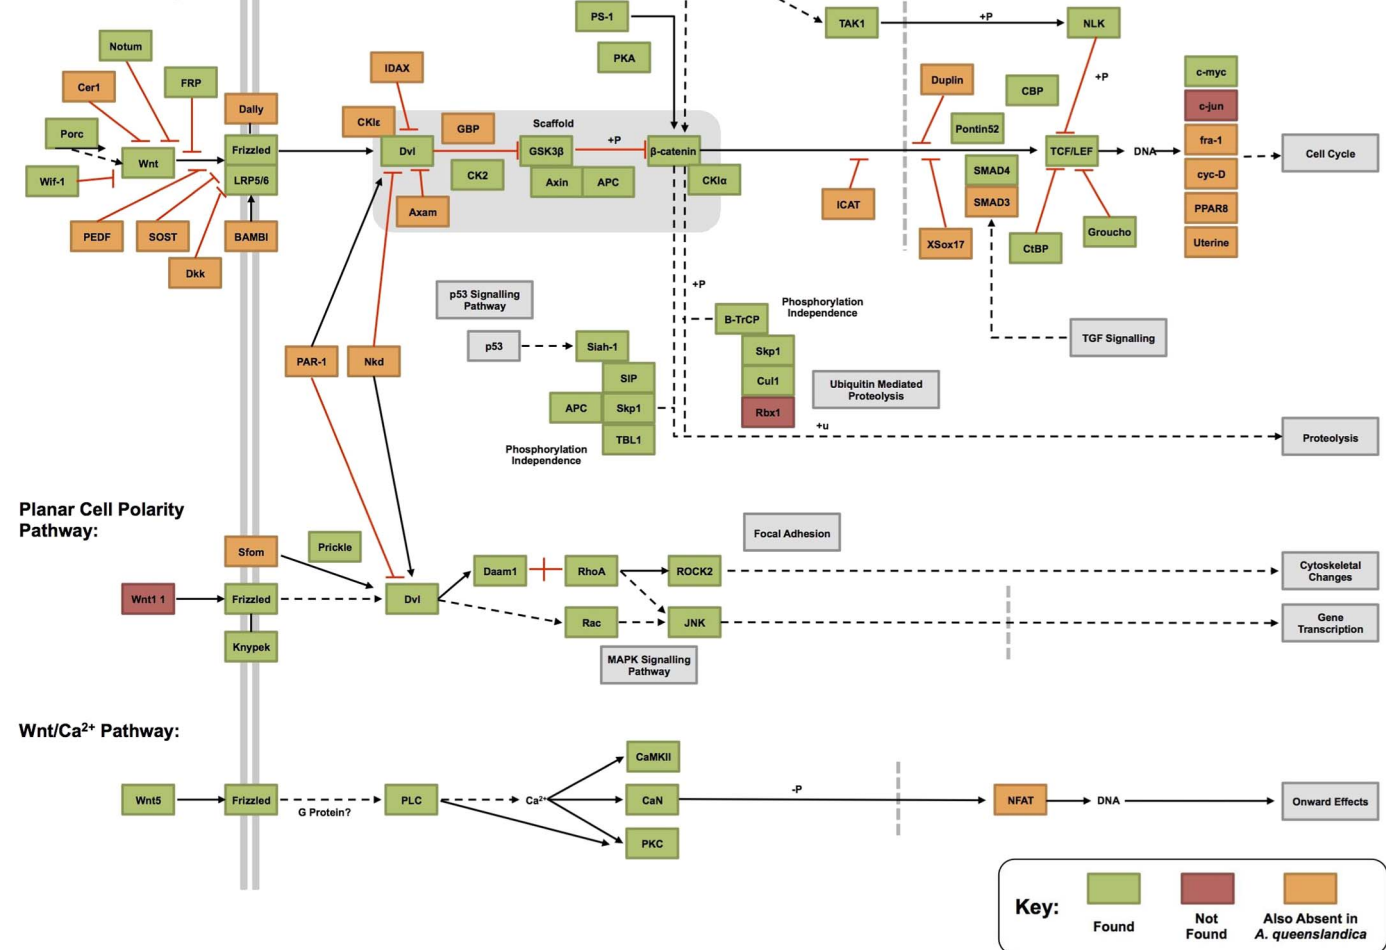 PS-1
TAK1
+P
NLK
Notum
PKA
IDAX
Cer1
FRP
Duplin
CBP
+P
c-myc
Dally
c-jun
CKIε
GBP
Scaffold
Pontin52
Porc
Wnt
Frizzled
Dvl
GSK3β
+P
β-catenin
TCF/LEF
DNA
fra-1
Cell Cycle
Wif-1
LRP5/6
CK2
Axin
APC
CKIα
SMAD4
cyc-D
Axam
ICAT
SMAD3
PPAR8
PEDF
SOST
BAMBI
XSox17
CtBP
Groucho
Uterine
Dkk
p53 Signalling
Pathway
+P
Phosphorylation
Independence
B-TrCP
p53
Siah-1
Skp1
TGF Signalling
PAR-1
Nkd
SIP
Cul1
Ubiquitin Mediated
Proteolysis
APC
Skp1
Rbx1
+u
TBL1
Proteolysis
Phosphorylation
Independence
Planar Cell Polarity
Pathway:
Sfom
Prickle
Focal Adhesion
Daam1
RhoA
ROCK2
Cytoskeletal
Changes
Wnt1 1
Frizzled
Dvl
Rac
JNK
Gene
Transcription
Knypek
MAPK Signalling
Pathway
Wnt/Ca²⁺ Pathway:
CaMKII
Wnt5
Frizzled
G Protein?
PLC
Ca²⁺
CaN
-P
NFAT
DNA
Onward Effects
PKC
Key:
Found
Not
Found
Also Absent in
A. queenslandica